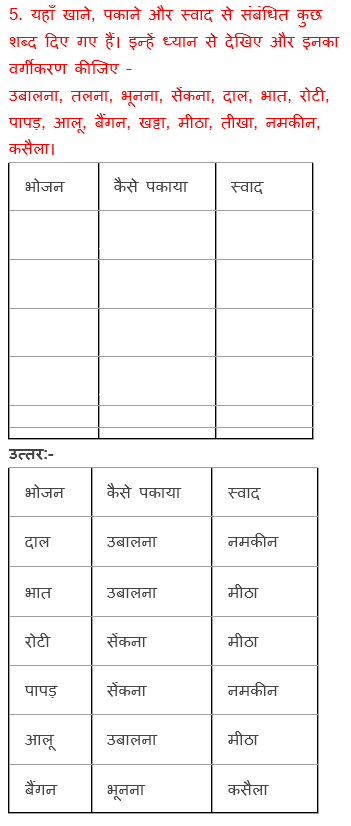 5. यहाँ खाने, पकाने और स्वाद से संबंधित कुछ
शब्द दिए गए हैं। इन्हें ध्यान से देखिए और इनका
वर्गीकरण कीजिए –
उबालना, तलना, भूनना, सेंकना, दाल, भात, रोटी,
पापड़, आलू, बैंगन, खट्टा, मीठा, तीखा, नमकीन,
कसैला।
भोजन कैसे पकाया स्वाद
उत्तर:-
भोजन कैसे पकाया स्वाद
दाल उबालना नमकीन
भात उबालना मीठा
रोटी सेंकना मीठा
पापड़ सेंकना नमकीन
आलू उबालना मीठा
बैंगन भूनना कसैला